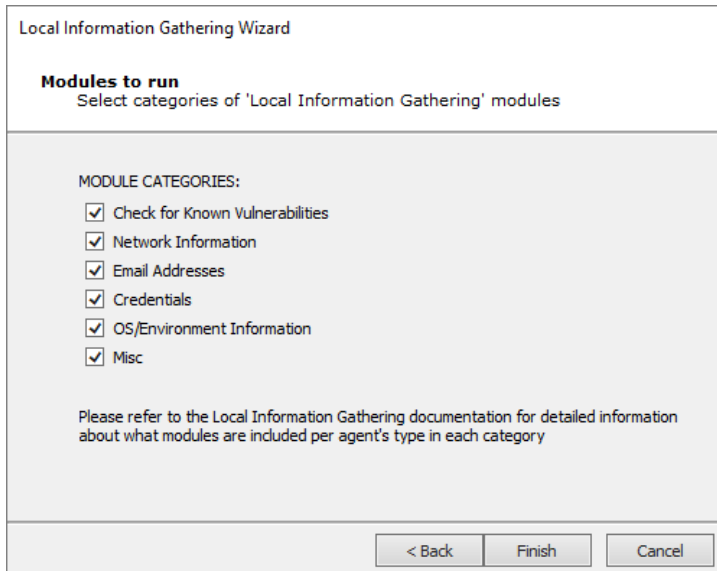 Local Information Gathering Wizard
Modules to run
Select categories of 'Local Information Gathering' modules
MODULE CATEGORIES:
Check for Known Vulnerabilities
Network Information
Email Addresses
Credentials
OS/Environment Information
Misc
Please refer to the Local Information Gathering documentation for detailed information
about what modules are included per agent's type in each category
< Back
Finish
Cancel